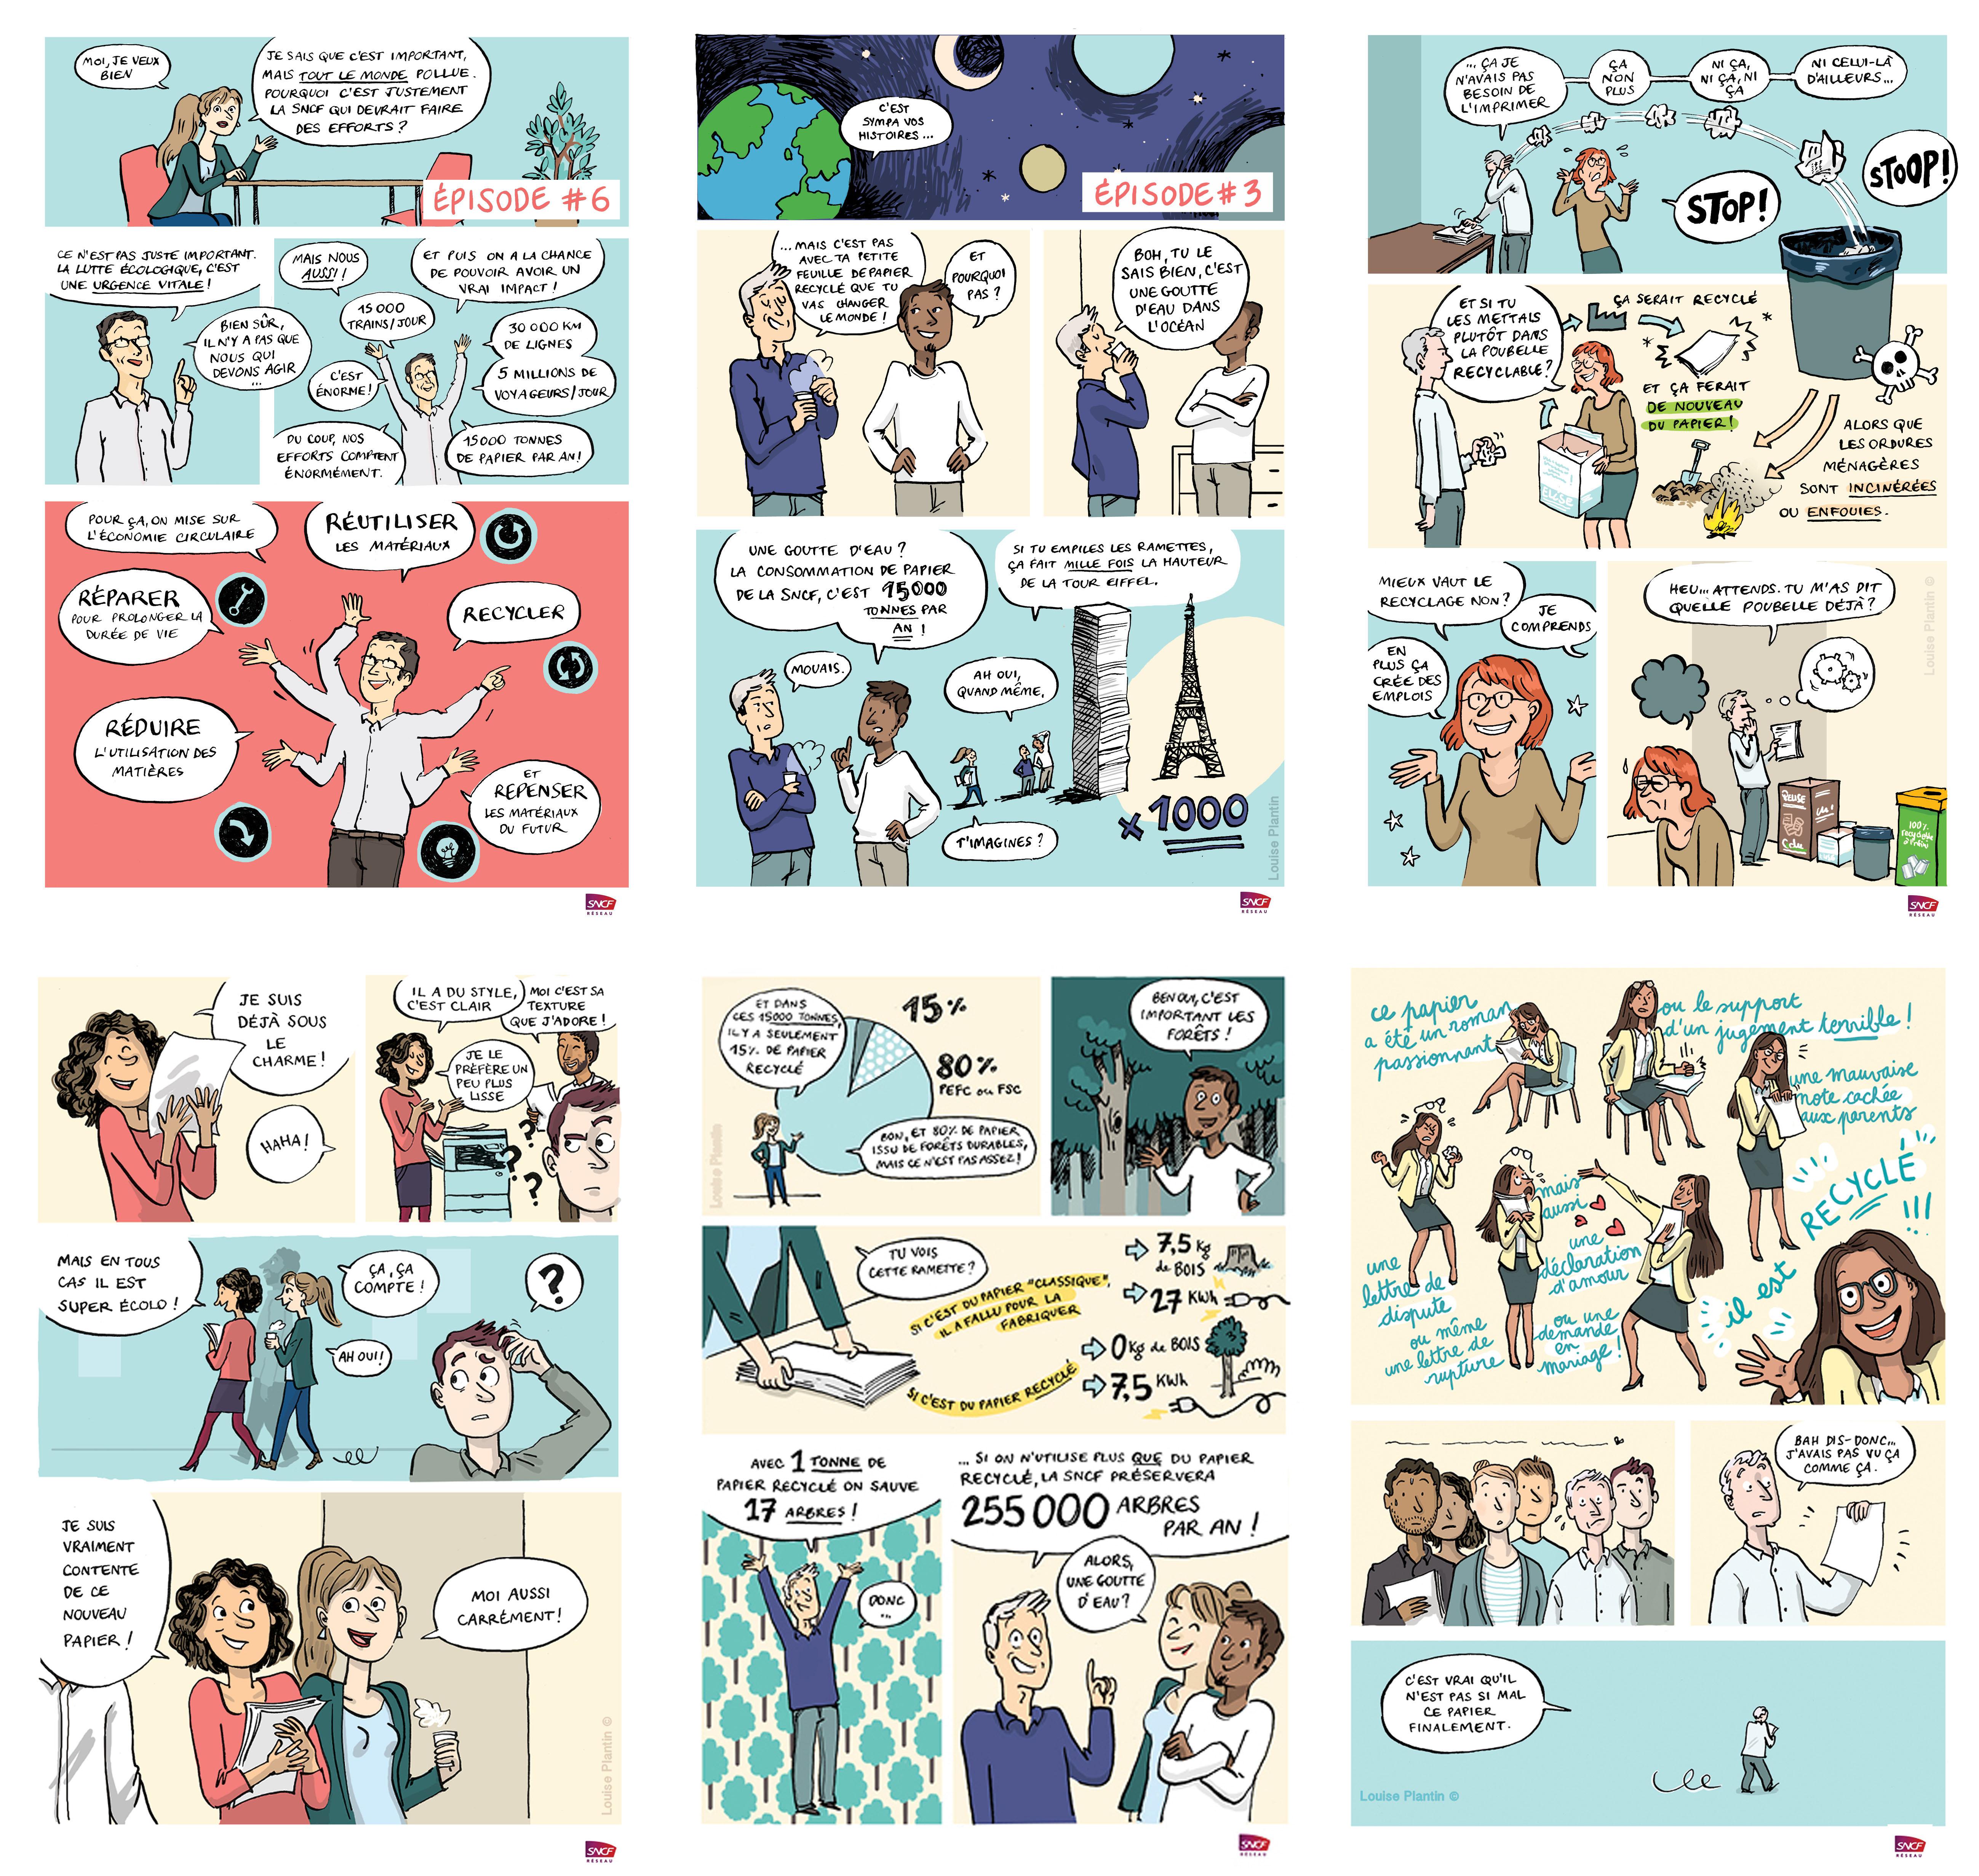 MOI, JE VEUX
BIEN
JE SAIS QUE C'EST IMPORTANT,
MAIS TOUT LE MONDE POLLUE.
POURQUOI C'EST JUSTEMENT
LA SNCF QUI DEVRAIT FAIRE
DES EFFORTS ?
ÉPISODE #6
CE N'EST PAS JUSTE IMPORTANT.
LA LUTTE ÉCOLOGIQUE, C'EST
UNE URGENCE VITALE !
BIEN SÛR,
IL N'Y A PAS QUE
NOUS QUI
DEVONS AGIR
...
MAIS NOUS
AUSSI !
ET PUIS ON A LA CHANCE
DE POUVOIR AVOIR UN
VRAI IMPACT !
15 000
TRAINS/JOUR
30 000 KM
DE LIGNES
C'EST
ÉNORME !
5 MILLIONS DE
VOYAGEURS/JOUR
DU COUP, NOS
EFFORTS COMPTENT
ÉNORMÉMENT.
15000 TONNES
DE PAPIER PAR AN !
POUR ÇA, ON MISE SUR
L'ÉCONOMIE CIRCULAIRE
RÉUTILISER
LES MATÉRIAUX
RÉPARER
POUR PROLONGER LA
DURÉE DE VIE
RECYCLER
RÉDUIRE
L'UTILISATION DES
MATIÈRES
ET
REPENSER
LES MATÉRIAUX
DU FUTUR
SNCF
RÉSEAU
C'EST
SYMPA VOS
HISTOIRES ...
ÉPISODE #3
... MAIS C'EST PAS
AVEC TA PETITE
FEUILLE DE PAPIER
RECYCLÉ QUE TU
VAS CHANGER
LE MONDE !
ET
POURQUOI
PAS ?
BOH, TU LE
SAIS BIEN, C'EST
UNE GOUTTE
D'EAU DANS
L'OCÉAN
UNE GOUTTE D'EAU ?
LA CONSOMMATION DE PAPIER
DE LA SNCF, C'EST 15000
TONNES PAR
AN !
SI TU EMPILES LES RAMETTES,
ÇA FAIT MILLE FOIS LA HAUTEUR
DE LA TOUR EIFFEL.
MOUAIS.
AH OUI,
QUAND MÊME.
T'IMAGINES ?
x 1000
Louise Plantin
SNCF
RÉSEAU
... ÇA JE
N'AVAIS PAS
BESOIN DE
L'IMPRIMER
ÇA
NON
PLUS
NI ÇA,
NI ÇA, NI
ÇA
NI CELUI-LÀ
D'AILLEURS...
STOP !
STOOP !
ET SI TU
LES METTAIS
PLUTÔT DANS
LA POUBELLE
RECYCLABLE ?
ÇA SERAIT RECYCLÉ
ET ÇA FERAIT
DE NOUVEAU
DU PAPIER !
ALORS QUE
LES ORDURES
MÉNAGÈRES
SONT INCINÉRÉES
OU ENFOUIES.
MIEUX VAUT LE
RECYCLAGE NON ?
JE
COMPRENDS
EN
PLUS ÇA
CRÉE DES
EMPLOIS
HEU... ATTENDS. TU M'AS DIT
QUELLE POUBELLE DÉJÀ ?
100%
Louise Plantin ©
SNCF
RÉSEAU
JE SUIS
DÉJÀ SOUS
LE
CHARME !
HAHA !
IL A DU STYLE,
C'EST CLAIR
MOI C'EST SA
TEXTURE
QUE J'ADORE !
JE LE
PRÉFÈRE UN
PEU PLUS
LISSE
? ? ?
MAIS EN TOUS
CAS IL EST
SUPER ÉCOLO !
ÇA, ÇA
COMPTE !
AH OUI !
?
JE SUIS
VRAIMENT
CONTENTE
DE CE
NOUVEAU
PAPIER !
MOI AUSSI
CARRÉMENT !
Louise Plantin ©
SNCF
RÉSEAU
ET DANS
CES 15000 TONNES,
IL Y A SEULEMENT
15% DE PAPIER
RECYCLÉ
15%
80%
PEFC ou FSC
BON, ET 80% DE PAPIER
ISSU DE FORÊTS DURABLES,
MAIS CE N'EST PAS ASSEZ !
Louise Plantin
BEN OUI, C'EST
IMPORTANT LES
FORÊTS !
TU VOIS
CETTE RAMETTE ?
SI C'EST DU PAPIER "CLASSIQUE",
IL A FALLU POUR LA
FABRIQUER
7,5 Kg
de BOIS
27 KWh
SI C'EST DU PAPIER RECYCLÉ
0 Kg de BOIS
7,5 KWh
AVEC 1 TONNE DE
PAPIER RECYCLÉ ON SAUVE
17 ARBRES !
DONC
...
... SI ON N'UTILISE PLUS QUE DU PAPIER
RECYCLÉ, LA SNCF PRÉSERVERA
255 000 ARBRES
PAR AN !
ALORS,
UNE GOUTTE
D'EAU ?
SNCF
RÉSEAU
ce papier
a été un roman
passionnant
ou le support
d'un jugement terrible !
une mauvaise
note cachée
aux parents
une
lettre de
dispute
ou même
une lettre de
rupture
mais
aussi
une
déclaration
d'amour
ou une
demande
en
mariage !
il est
RECYCLÉ
!!!
BAH DIS-DONC...
J'AVAIS PAS VU ÇA
COMME ÇA.
C'EST VRAI QU'IL
N'EST PAS SI MAL
CE PAPIER
FINALEMENT.
Louise Plantin ©
SNCF
RÉSEAU